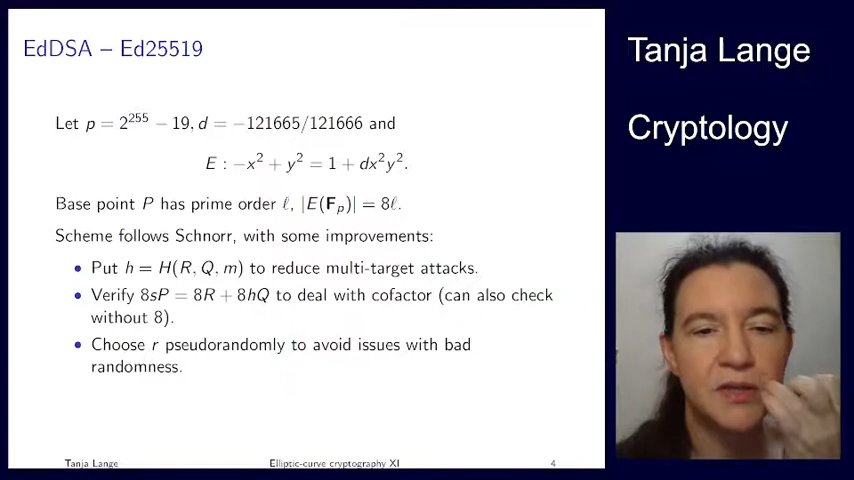 EdDSA – Ed25519
Let p = 2^255 − 19, d = −121665/121666 and
E : −x^2 + y^2 = 1 + dx^2y^2.
Base point P has prime order ℓ, |E(F_p)| = 8ℓ.
Scheme follows Schnorr, with some improvements:
• Put h = H(R, Q, m) to reduce multi-target attacks.
• Verify 8sP = 8R + 8hQ to deal with cofactor (can also check
without 8).
• Choose r pseudorandomly to avoid issues with bad
randomness.
Tanja Lange
Elliptic-curve cryptography XI
4
Tanja Lange
Cryptology